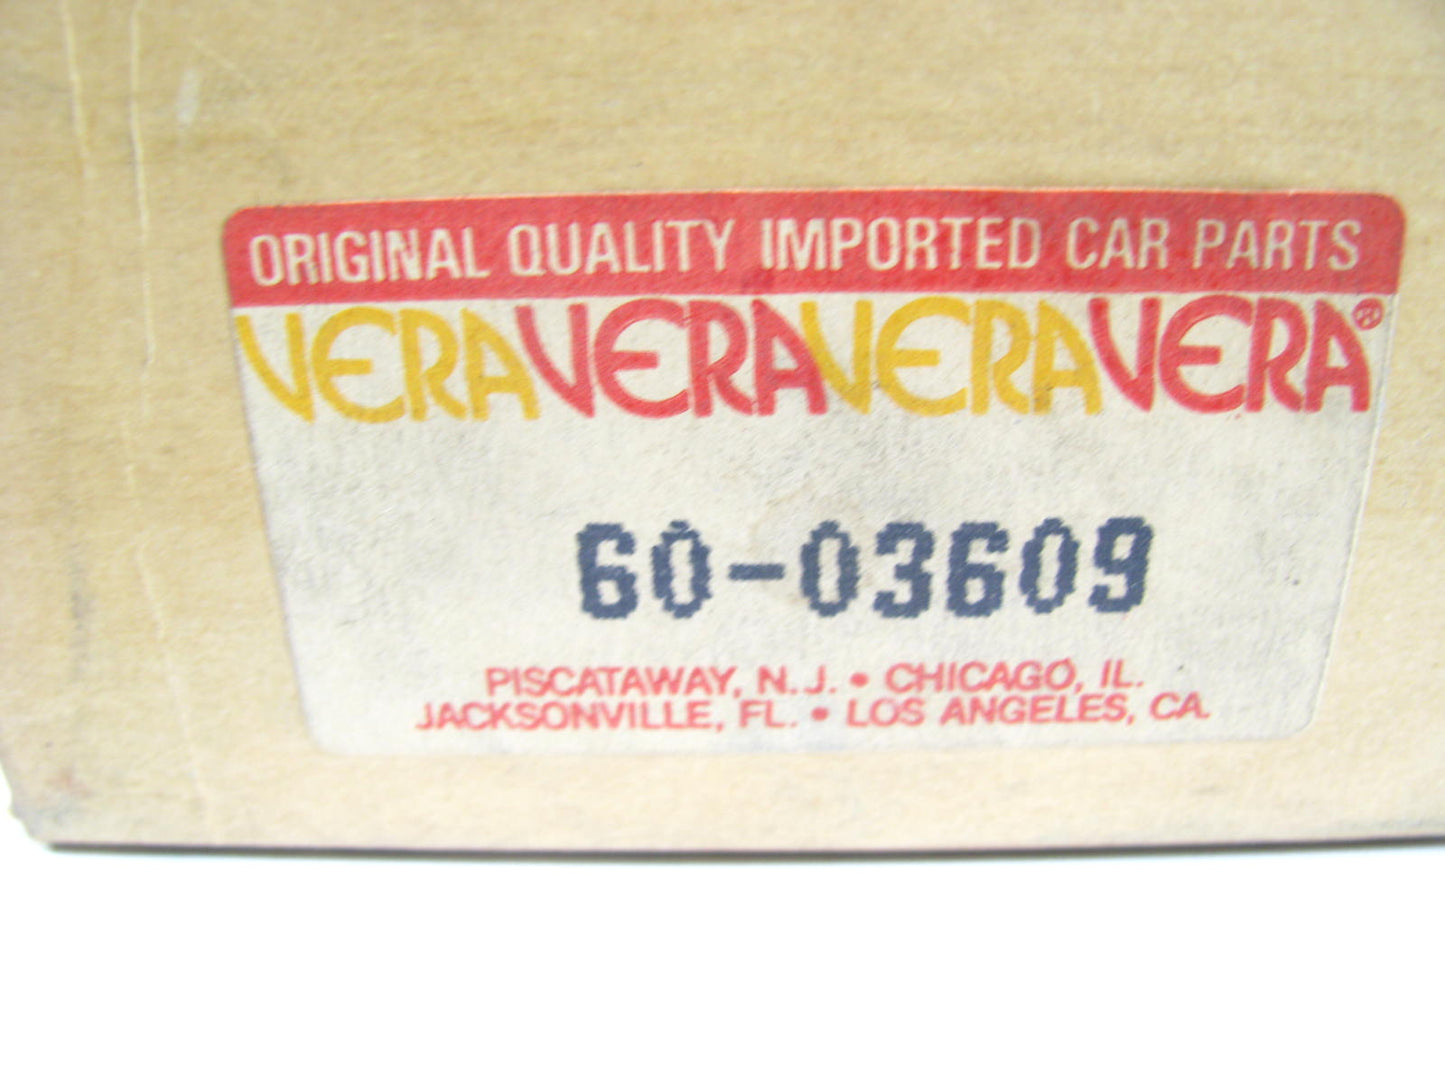 ORIGINAL QUALITY IMPORTED CAR PARTS
VERAVERAVERAVERA®
60-03609
PISCATAWAY, N.J. • CHICAGO, IL.
JACKSONVILLE, FL. • LOS ANGELES, CA.